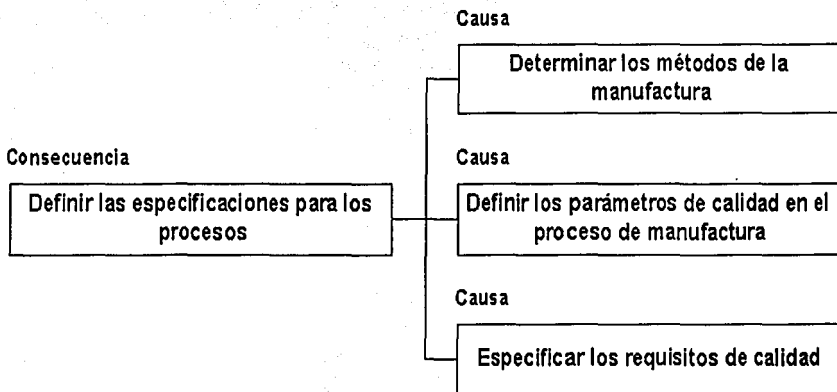 Causa
Determinar los métodos de la
manufactura
Consecuencia
Definir las especificaciones para los
procesos
Causa
Definir los parámetros de calidad en el
proceso de manufactura
Causa
Especificar los requisitos de calidad